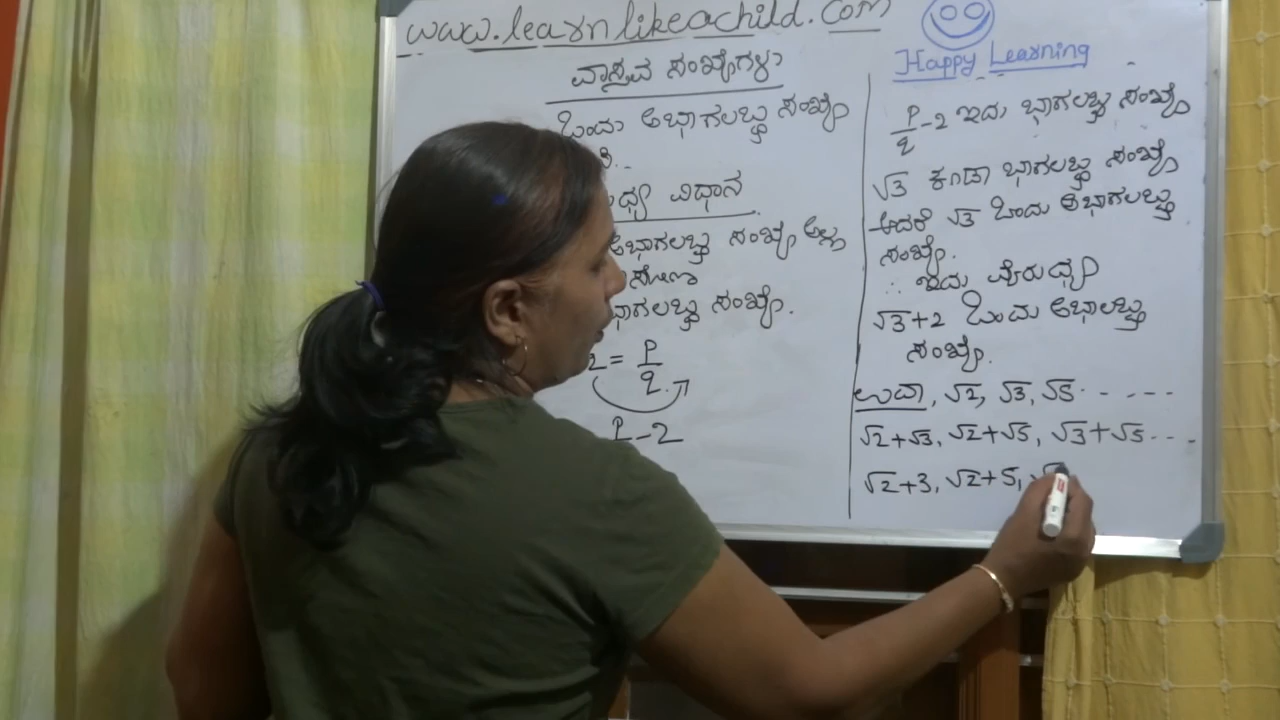 www.learnlikeachild.com
ವಾಸ್ತವ ಸಂಖ್ಯೆಗಳು
ಒಂದು ಅಭಾಗಲಬ್ಧ ಸಂಖ್ಯೆ
ವಿಧಾನ
ಅಭಾಗಲಬ್ಧ ಸಂಖ್ಯೆ ಅಲ್ಲ
ಭಾಗಲಬ್ಧ ಸಂಖ್ಯೆ.
2 = p/q.
p/ -2
Happy Learning
p/q -2 ಇದು ಭಾಗಲಬ್ಧ ಸಂಖ್ಯೆ
√3 ಕೂಡಾ ಭಾಗಲಬ್ಧ ಸಂಖ್ಯೆ
ಆದರೆ √3 ಒಂದು ಅಭಾಗಲಬ್ಧ
ಸಂಖ್ಯೆ.
∴ ಇದು ವೈರುಧ್ಯ
√3+2 ಒಂದು ಅಭಾಲಬ್ಧ
ಸಂಖ್ಯೆ.
ಉದಾ, √2, √3, √5 - - - - -
√2+√3, √2+√5, √3+√5 - - - .
√2+3, √2+5, √